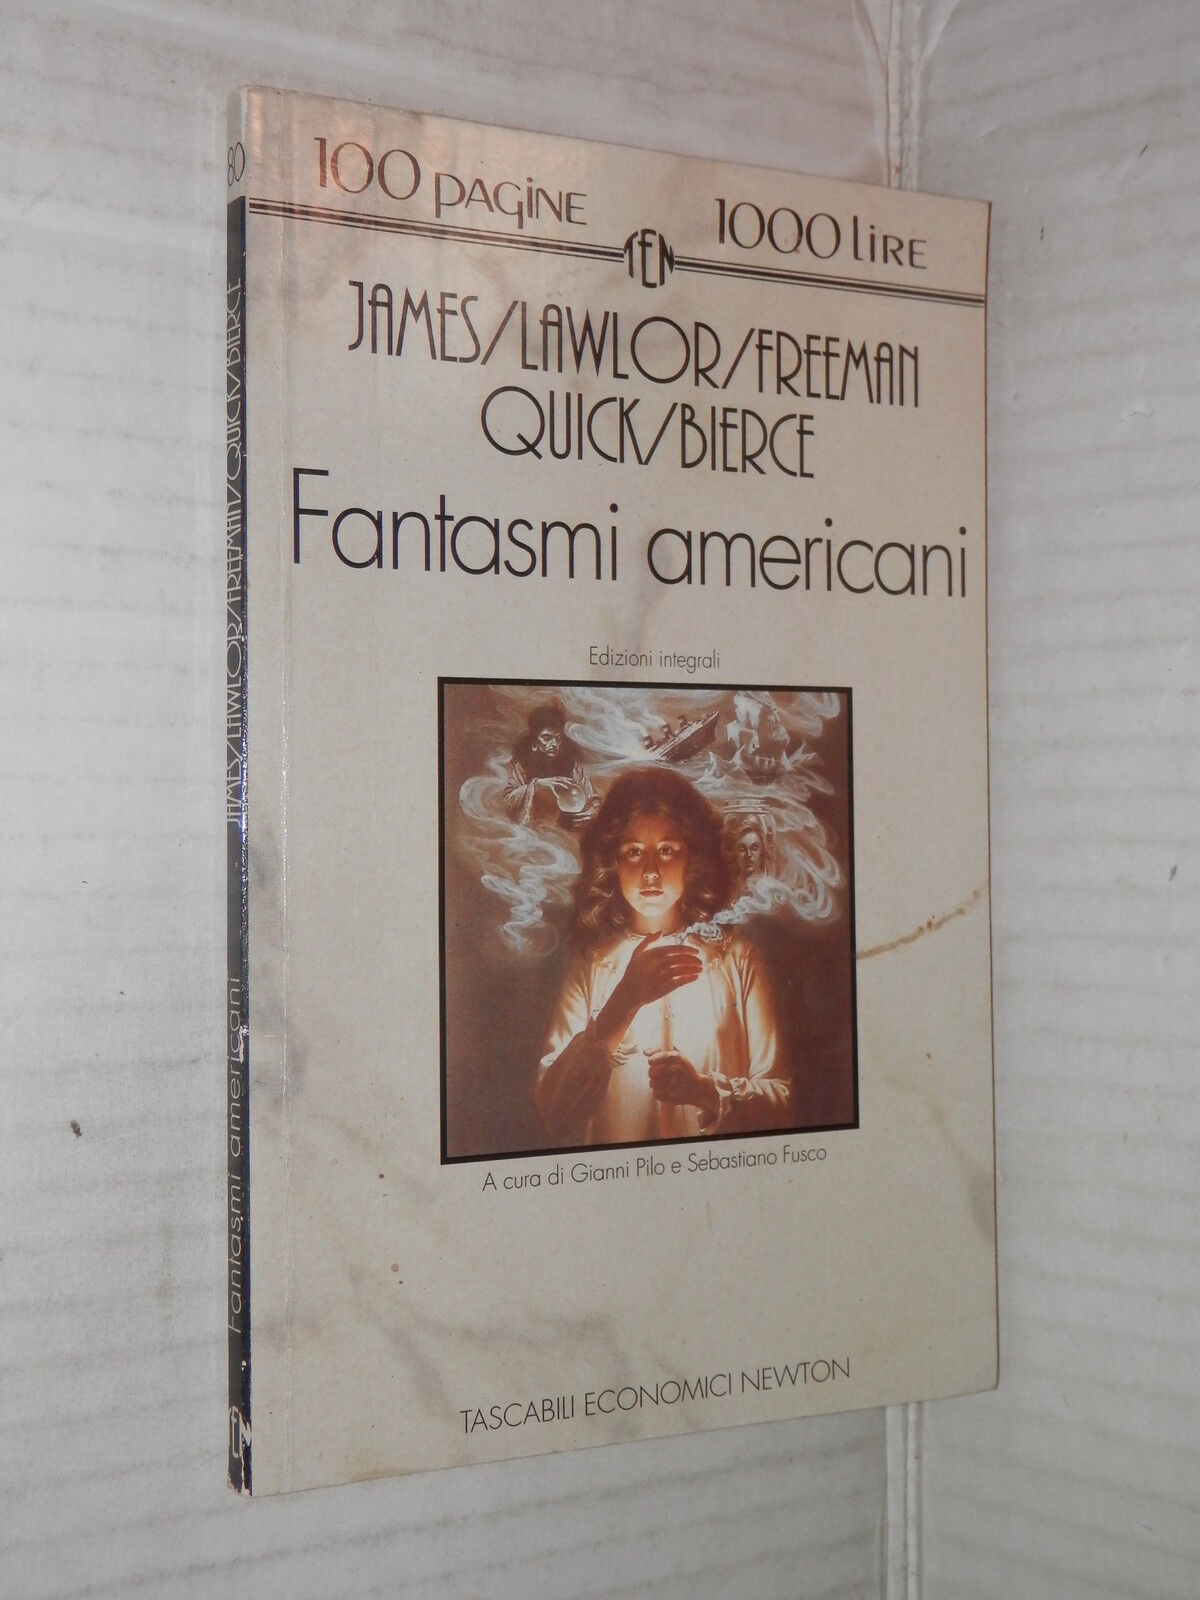 100 PAGINE 1000 LIRE
TEN
JAMES/LAWLOR/FREEMAN
QUICK/BIERCE
Fantasmi americani
Edizioni integrali
A cura di Gianni Pilo e Sebastiano Fusco
TASCABILI ECONOMICI NEWTON
80
JAMES/LAWLOR/FREEMAN/QUICK/BIERCE
Fantasmi americani